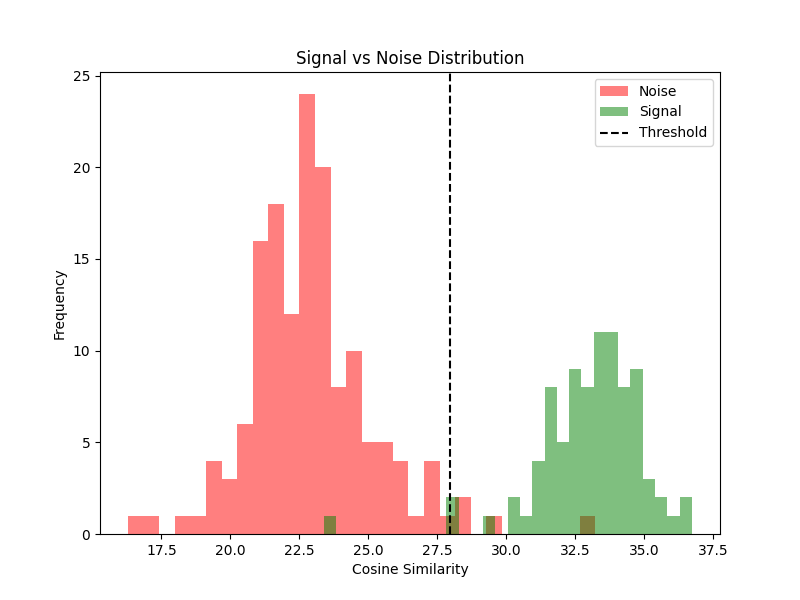 Signal vs Noise Distribution
Noise
Signal
Threshold
Frequency
25
20
15
10
5
0
17.5 20.0 22.5 25.0 27.5 30.0 32.5 35.0 37.5
Cosine Similarity